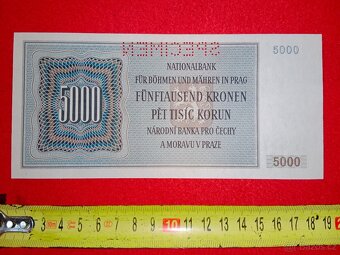 SPECIMEN
5000
NATIONALBANK
FÜR BÖHMEN UND MÄHREN IN PRAG
FÜNFTAUSEND KRONEN
PĚT TISÍC KORUN
NÁRODNÍ BANKA PRO ČECHY
A MORAVU V PRAZE
5000
5000
3 4 5 6 7 8 9 10 11 12 13 14 15 16 17 18 19